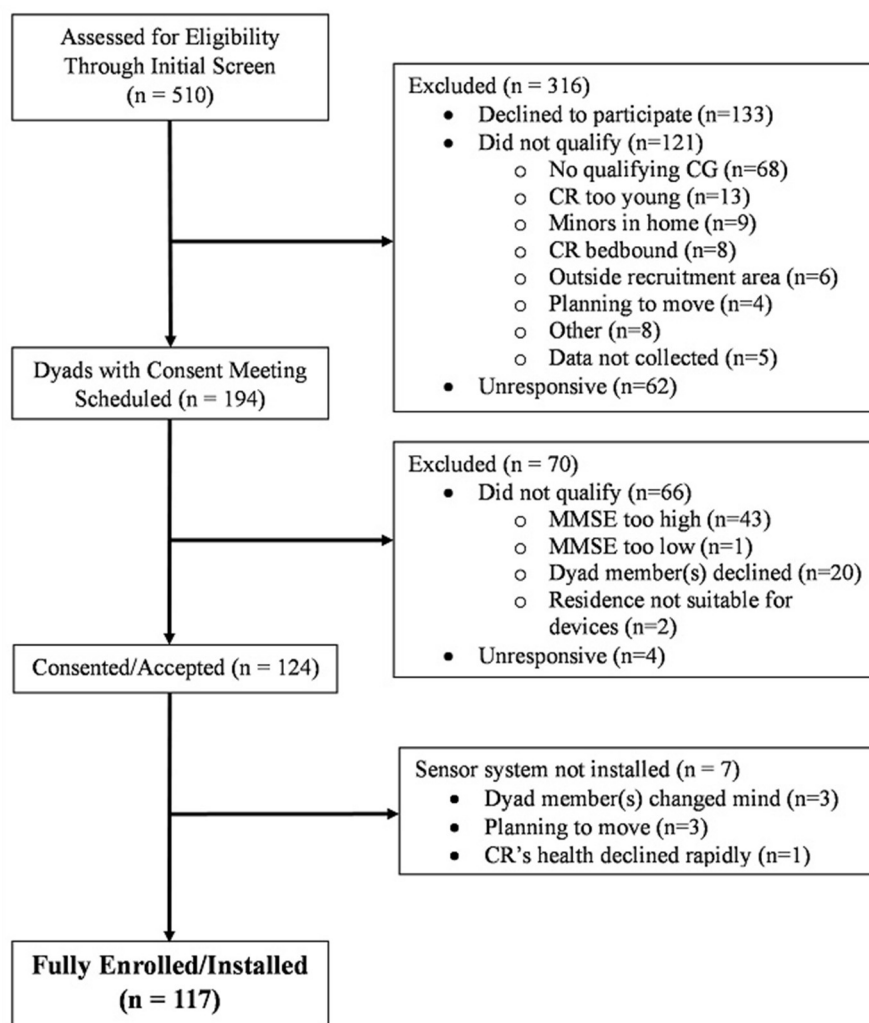 Assessed for Eligibility
Through Initial Screen
(n = 510)
Excluded (n = 316)
• Declined to participate (n=133)
• Did not qualify (n=121)
o No qualifying CG (n=68)
o CR too young (n=13)
o Minors in home (n=9)
o CR bedbound (n=8)
o Outside recruitment area (n=6)
o Planning to move (n=4)
o Other (n=8)
o Data not collected (n=5)
• Unresponsive (n=62)
Dyads with Consent Meeting
Scheduled (n = 194)
Excluded (n = 70)
• Did not qualify (n=66)
o MMSE too high (n=43)
o MMSE too low (n=1)
o Dyad member(s) declined (n=20)
o Residence not suitable for
devices (n=2)
• Unresponsive (n=4)
Consented/Accepted (n = 124)
Sensor system not installed (n = 7)
• Dyad member(s) changed mind (n=3)
• Planning to move (n=3)
• CR's health declined rapidly (n=1)
Fully Enrolled/Installed
(n = 117)